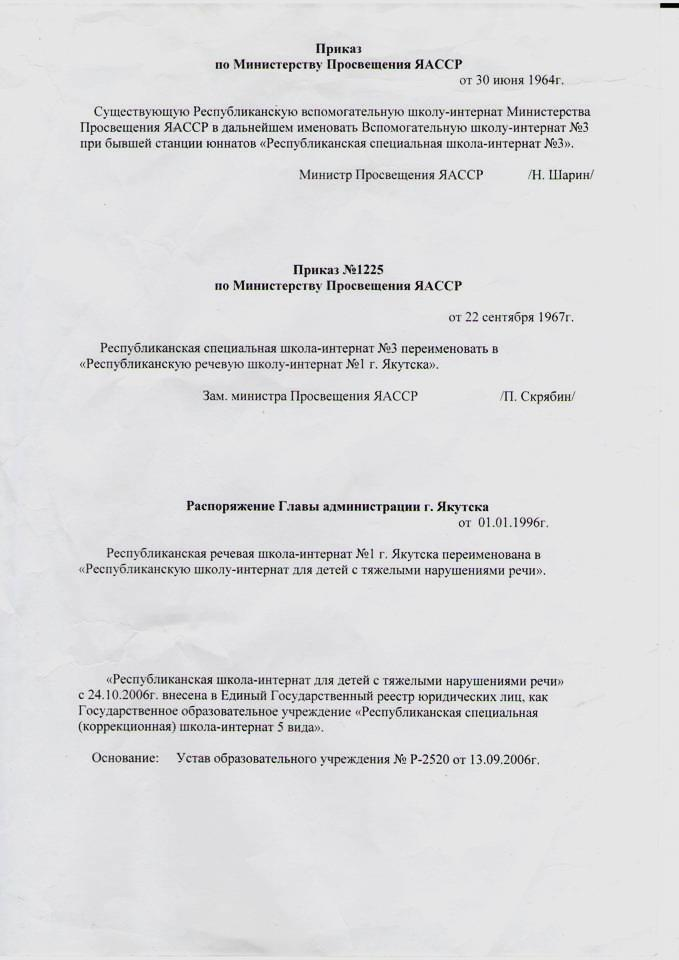 Приказ
по Министерству Просвещения ЯАССР
от 30 июня 1964г.
Существующую Республиканскую вспомогательную школу-интернат Министерства
Просвещения ЯАССР в дальнейшем именовать Вспомогательную школу-интернат №3
при бывшей станции юннатов «Республиканская специальная школа-интернат №3».
Министр Просвещения ЯАССР /Н. Шарин/
Приказ №1225
по Министерству Просвещения ЯАССР
от 22 сентября 1967г.
Республиканская специальная школа-интернат №3 переименовать в
«Республиканскую речевую школу-интернат №1 г. Якутска».
Зам. министра Просвещения ЯАССР /П. Скрябин/
Распоряжение Главы администрации г. Якутска
от 01.01.1996г.
Республиканская речевая школа-интернат №1 г. Якутска переименована в
«Республиканскую школу-интернат для детей с тяжелыми нарушениями речи».
«Республиканская школа-интернат для детей с тяжелыми нарушениями речи»
с 24.10.2006г. внесена в Единый Государственный реестр юридических лиц, как
Государственное образовательное учреждение «Республиканская специальная
(коррекционная) школа-интернат 5 вида».
Основание: Устав образовательного учреждения № Р-2520 от 13.09.2006г.